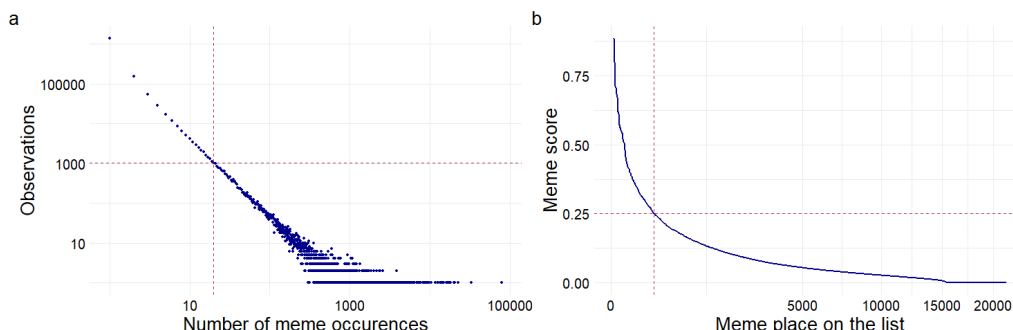 a
Observations
100000
1000
10
10
1000
100000
Number of meme occurences
b
Meme score
0.75
0.50
0.25
0.00
0
5000
10000
15000
20000
Meme place on the list